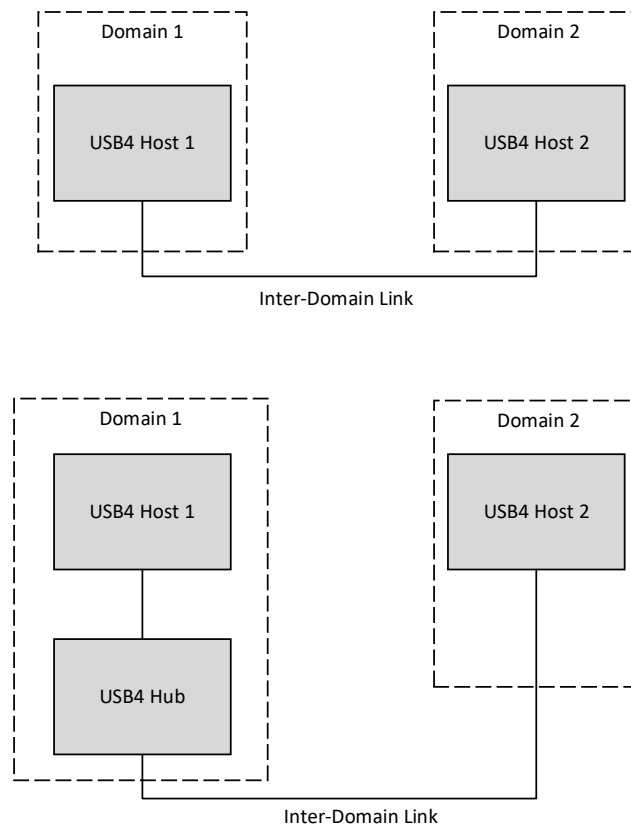 Domain 1
Domain 2
USB4 Host 1
USB4 Host 2
Inter-Domain Link
Domain 1
Domain 2
USB4 Host 1
USB4 Host 2
USB4 Hub
Inter-Domain Link